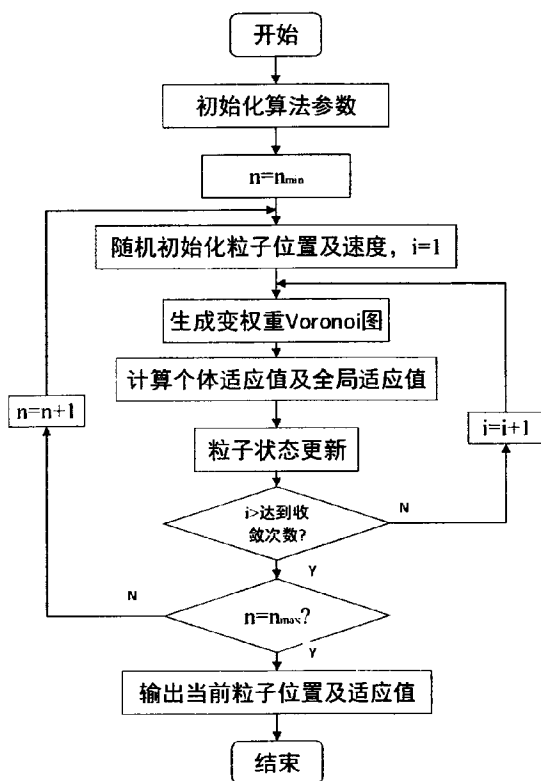 开始
初始化算法参数
n=nmin
随机初始化粒子位置及速度，i=1
生成变权重Voronoi图
计算个体适应值及全局适应值
n=n+1
i=i+1
粒子状态更新
i>达到收
敛次数?
N
Y
N
n=nmax?
Y
输出当前粒子位置及适应值
结束